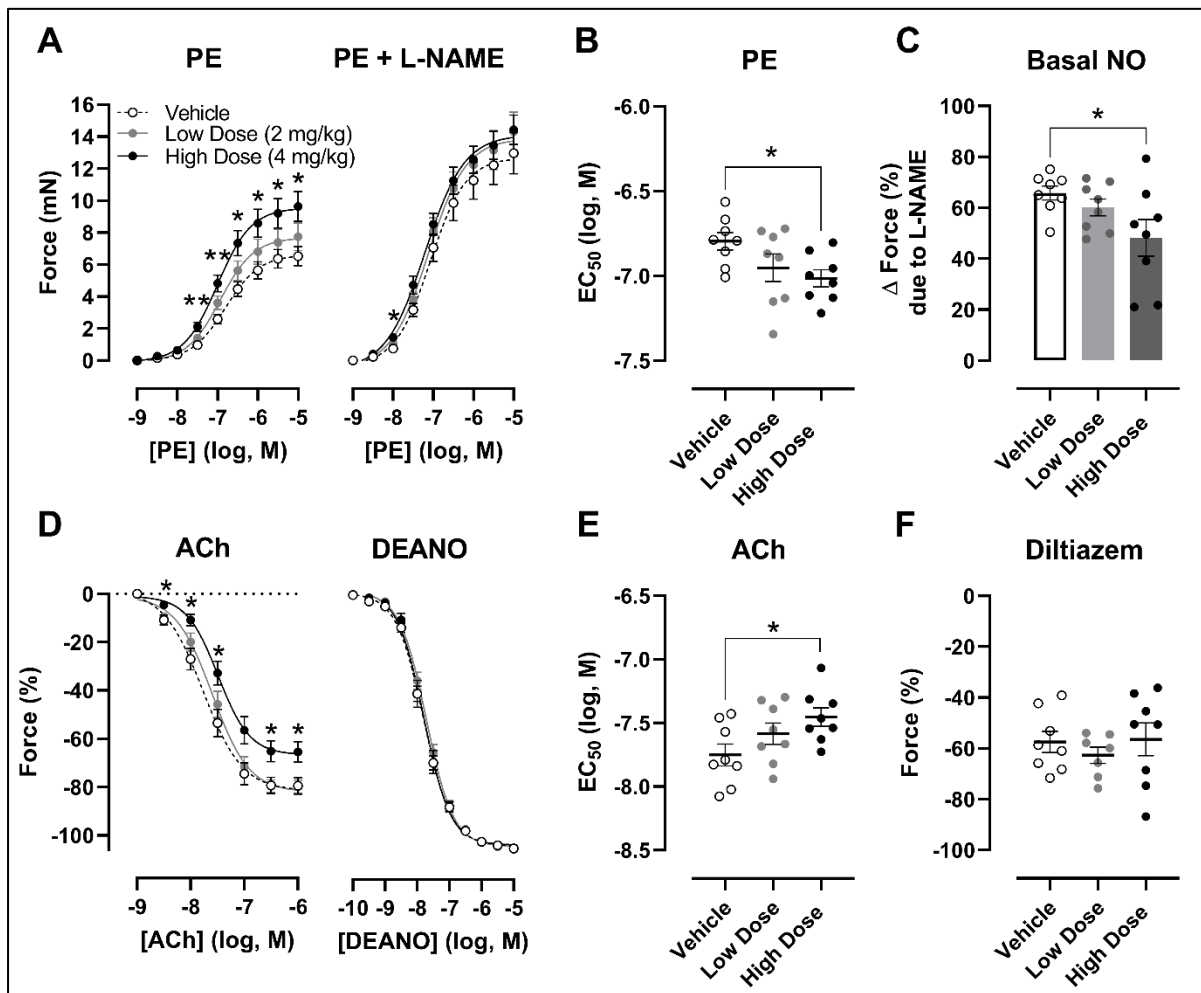 A
PE
PE + L-NAME
Vehicle
Low Dose (2 mg/kg)
High Dose (4 mg/kg)
Force (mN)
16
14
12
10
8
6
4
2
0
* * * * *
** **
*
-9 -8 -7 -6 -5
-9 -8 -7 -6 -5
[PE] (log, M)
[PE] (log, M)
B
PE
EC50 (log, M)
-6.0
-6.5
-7.0
-7.5
*
Vehicle
Low Dose
High Dose
C
Basal NO
Δ Force (%)
due to L-NAME
100
80
60
40
20
0
*
Vehicle
Low Dose
High Dose
D
ACh
DEANO
Force (%)
0
-20
-40
-60
-80
-100
* *
*
* *
-9 -8 -7 -6
-10 -9 -8 -7 -6 -5
[ACh] (log, M)
[DEANO] (log, M)
E
ACh
EC50 (log, M)
-6.5
-7.0
-7.5
-8.0
-8.5
*
Vehicle
Low Dose
High Dose
F
Diltiazem
Force (%)
0
-20
-40
-60
-80
-100
Vehicle
Low Dose
High Dose